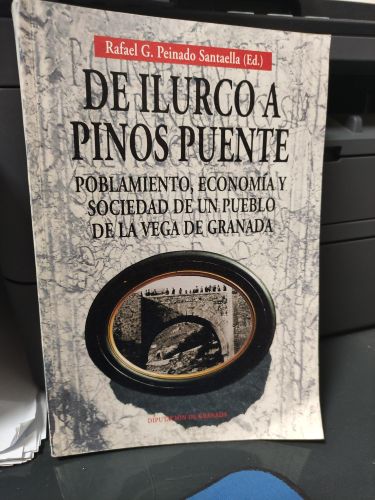 Rafael G. Peinado Santaella (Ed.)
DE ILURCO A
PINOS PUENTE
POBLAMIENTO, ECONOMÍA Y
SOCIEDAD DE UN PUEBLO
DE LA VEGA DE GRANADA
DIPUTACIÓN DE GRANADA